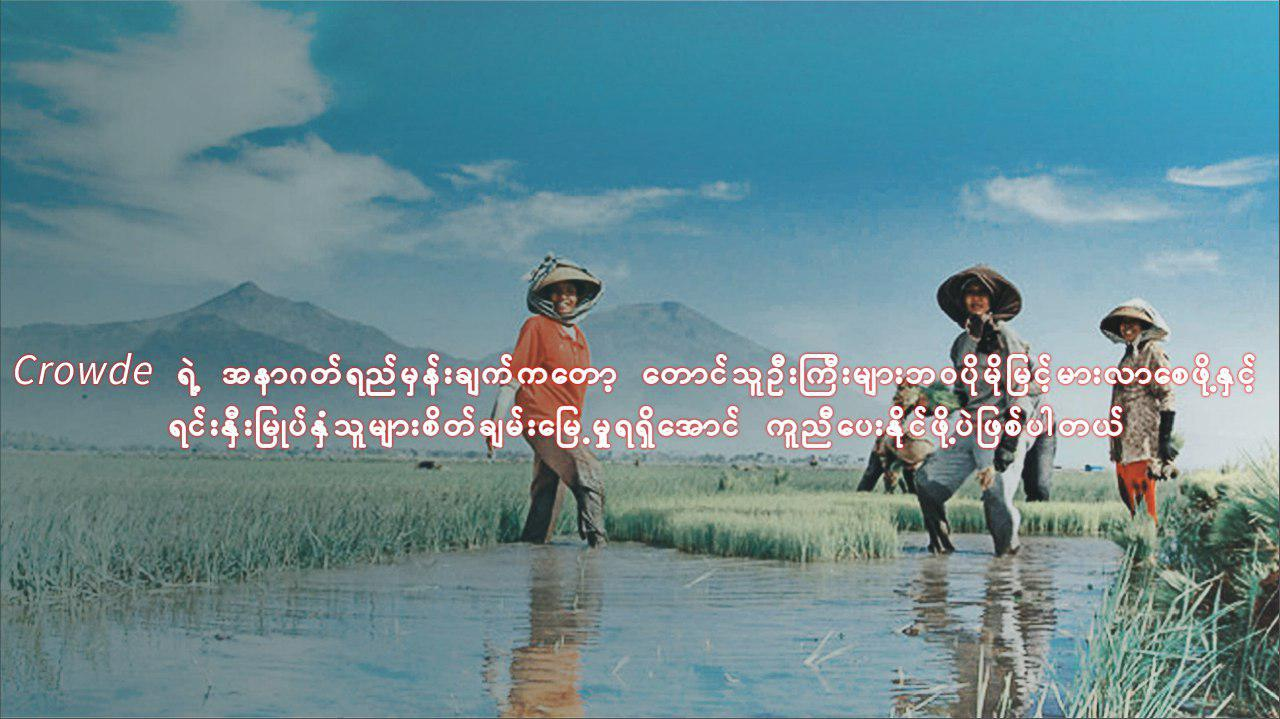 Crowde ရဲ့ အနာဂတ်ရည်မှန်းချက်ကတော့ တောင်သူဦးကြီးများဘဝပိုမိုမြင့်မားလာစေဖို့နှင့်
ရင်းနှီးမြုပ်နှံသူများစိတ်ချမ်းမြေ့မှုရရှိအောင် ကူညီပေးနိုင်ဖို့ပဲဖြစ်ပါတယ်